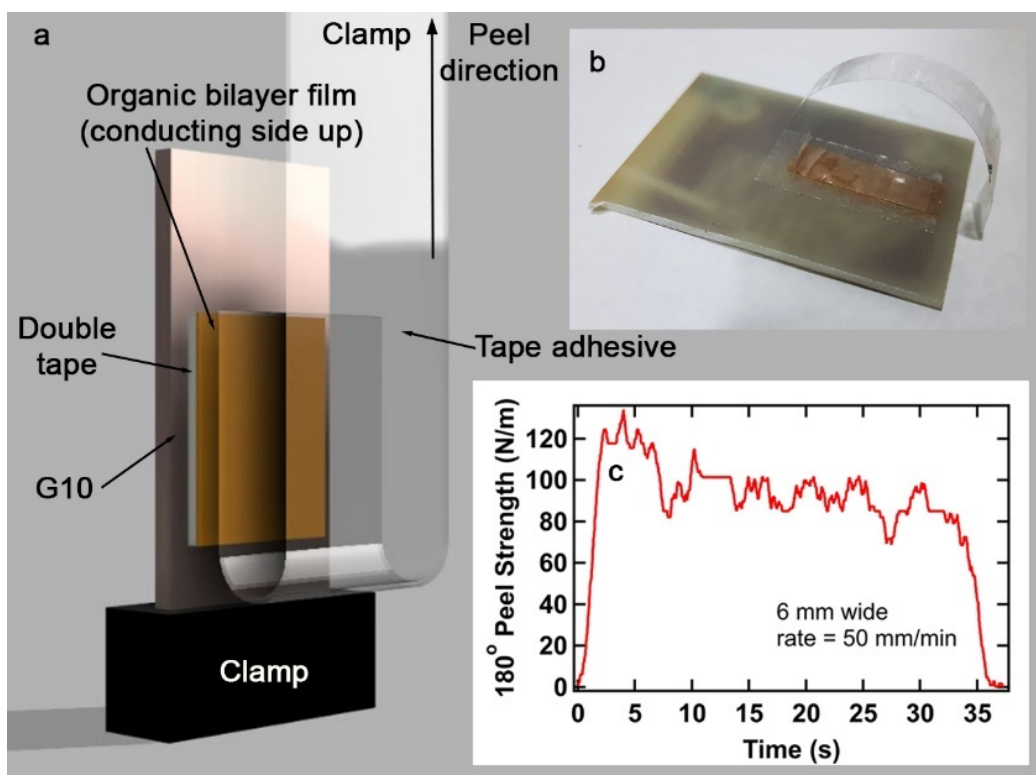 a
Clamp
Peel
direction
Organic bilayer film
(conducting side up)
Double
tape
G10
Tape adhesive
Clamp
b
c
180° Peel Strength (N/m)
120
100
80
60
40
20
0
6 mm wide
rate = 50 mm/min
0 5 10 15 20 25 30 35
Time (s)